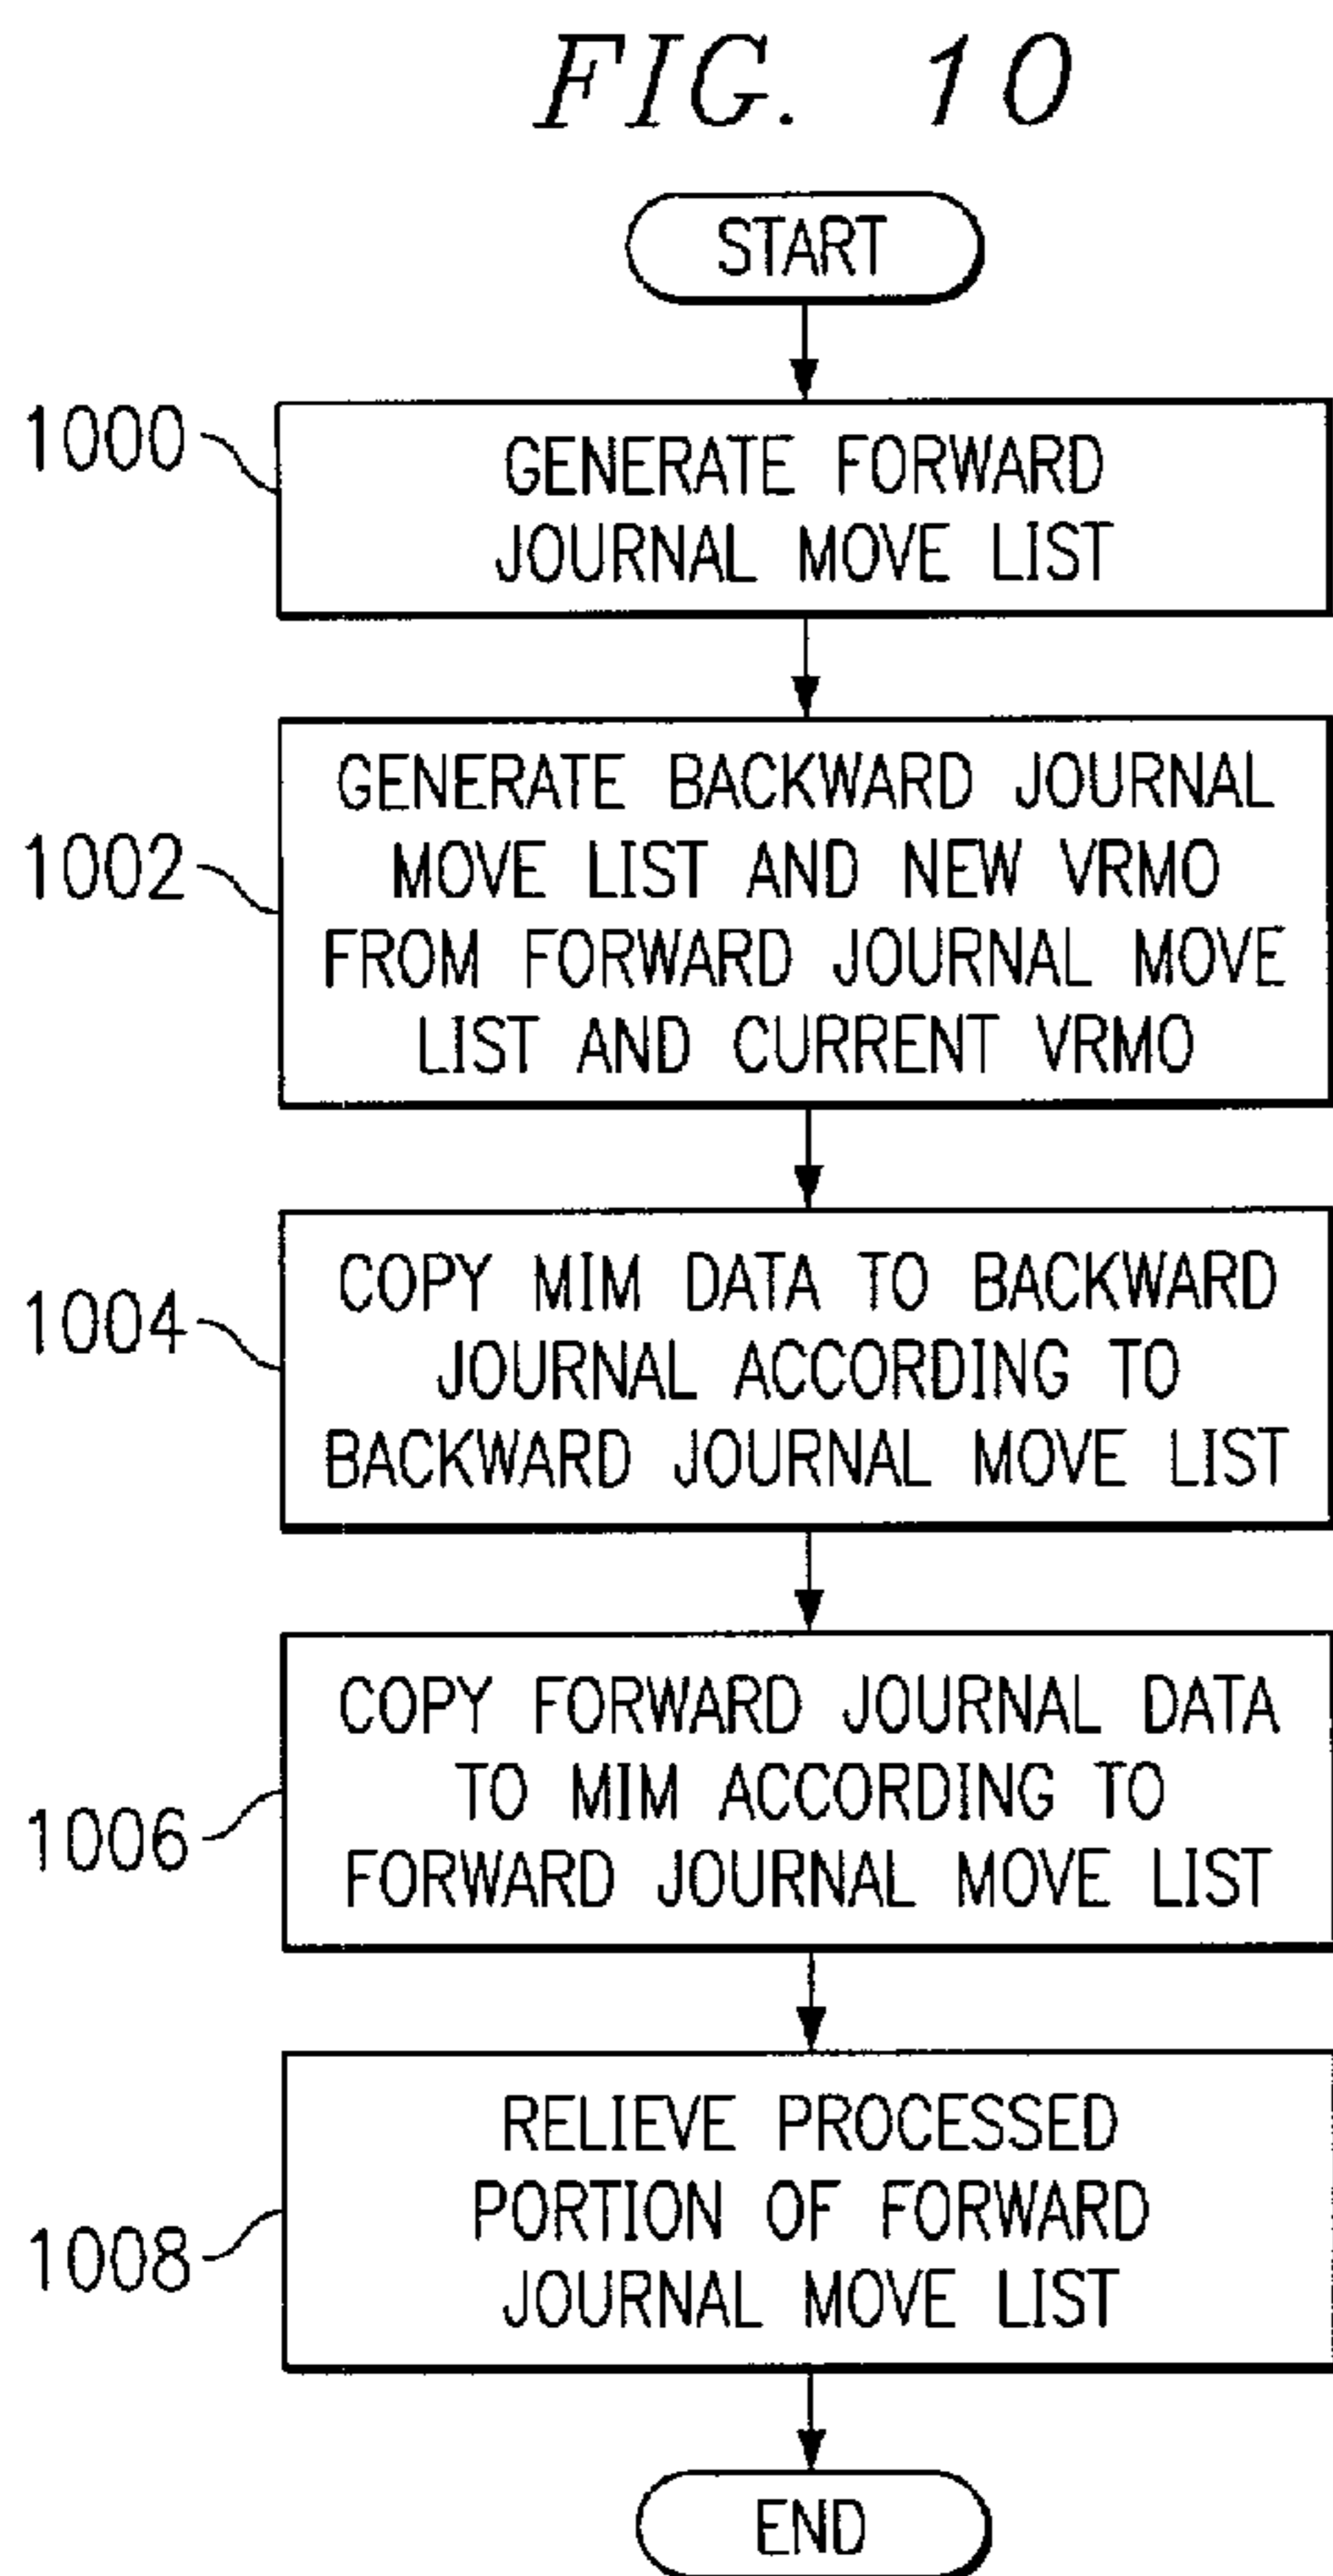 FIG. 10
START
1000
GENERATE FORWARD
JOURNAL MOVE LIST
1002
GENERATE BACKWARD JOURNAL
MOVE LIST AND NEW VRMO
FROM FORWARD JOURNAL MOVE
LIST AND CURRENT VRMO
1004
COPY MIM DATA TO BACKWARD
JOURNAL ACCORDING TO
BACKWARD JOURNAL MOVE LIST
1006
COPY FORWARD JOURNAL DATA
TO MIM ACCORDING TO
FORWARD JOURNAL MOVE LIST
1008
RELIEVE PROCESSED
PORTION OF FORWARD
JOURNAL MOVE LIST
END